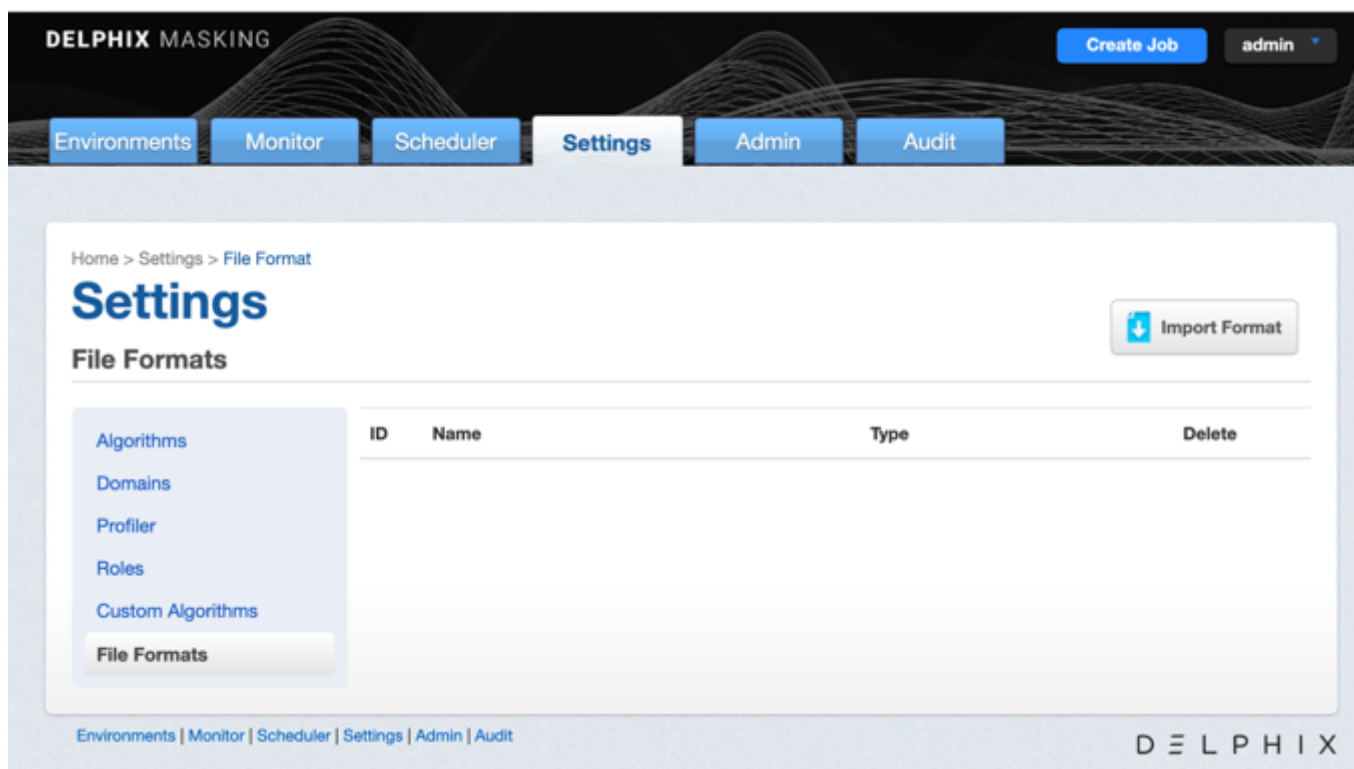 DELPHIX MASKING
Create Job
admin
Environments Monitor Scheduler Settings Admin Audit
Home > Settings > File Format
Settings
Import Format
File Formats
Algorithms
Domains
Profiler
Roles
Custom Algorithms
File Formats
ID Name Type Delete
Environments | Monitor | Scheduler | Settings | Admin | Audit
DELPHIX